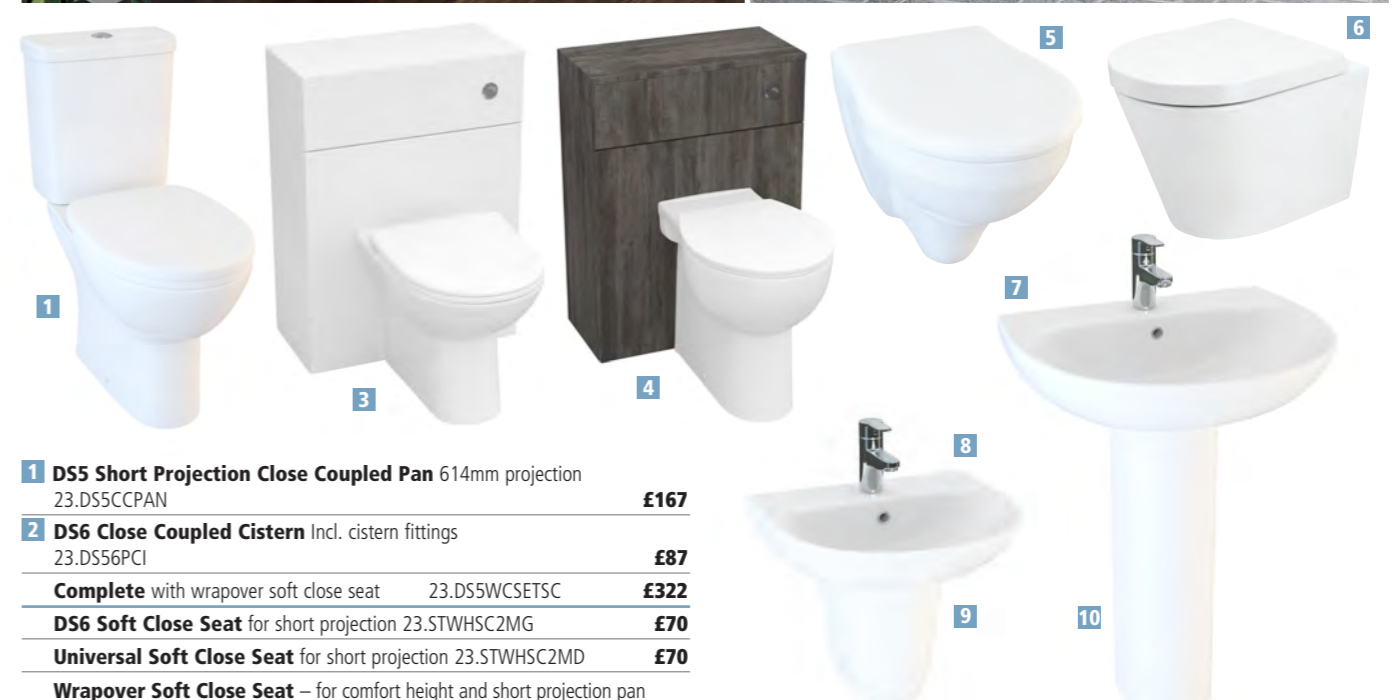 5
6
1
3
4
7
8
9
10
1 DS5 Short Projection Close Coupled Pan 614mm projection
23.DS5CCPAN £167
2 DS6 Close Coupled Cistern Incl. cistern fittings
23.DS56PCI £87
Complete with wrapover soft close seat 23.DS5WCSETSC £322
DS6 Soft Close Seat for short projection 23.STWHSC2MG £70
Universal Soft Close Seat for short projection 23.STWHSC2MD £70
Wrapover Soft Close Seat – for comfort height and short projection pan